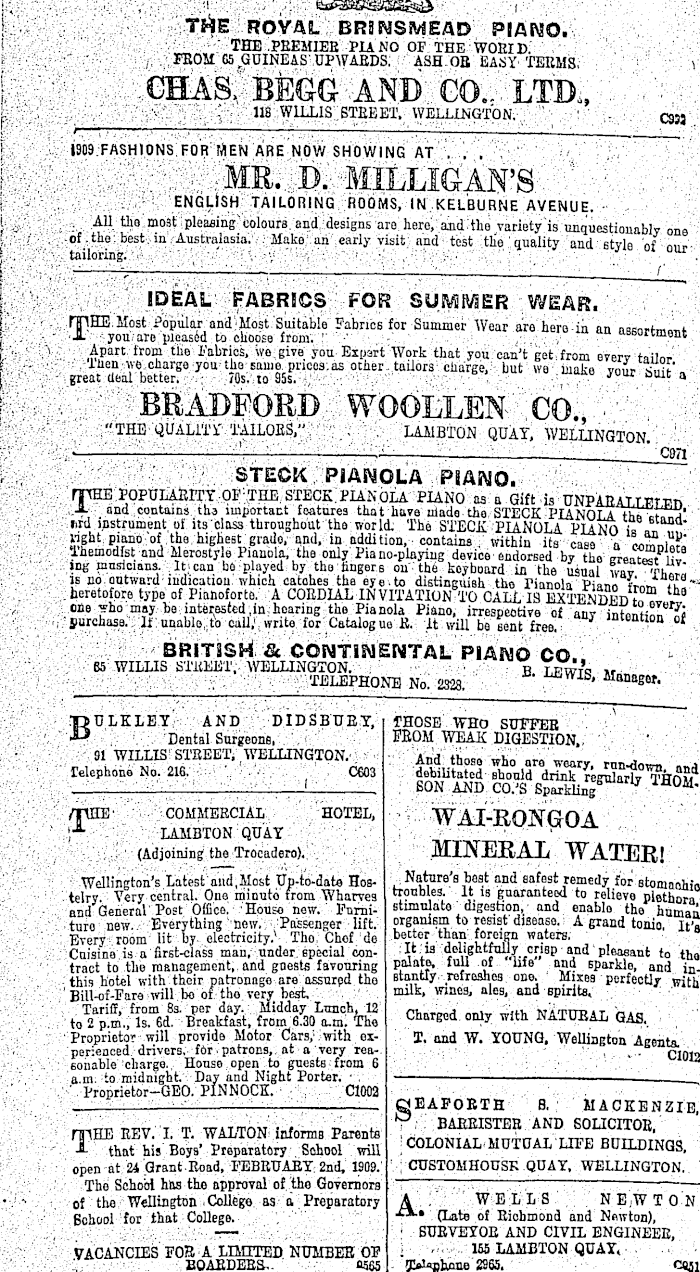 THE ROYAL BRINSMEAD PIANO.
THE PREMIER PIANO OF THE WORLD.
FROM 65 GUINEAS UPWARDS. ASH OR EASY TERMS.
CHAS. BEGG AND CO., LTD.,
118 WILLIS STREET, WELLINGTON.
1909 FASHIONS FOR MEN ARE NOW SHOWING AT . . .
MR. D. MILLIGAN'S
ENGLISH TAILORING ROOMS, IN KELBURNE AVENUE.
All the most pleasing colours and designs are here, and the variety is unquestionably one
of the best in Australasia. Make an early visit and test the quality and style of our
tailoring.
IDEAL FABRICS FOR SUMMER WEAR.
THE Most Popular and Most Suitable Fabrics for Summer Wear are here in an assortment
you are pleased to choose from.
Apart from the Fabrics, we give you Expert Work that you can't get from every tailor.
Then we charge you the same prices as other tailors charge, but we make your Suit a
great deal better. 70s. to 95s.
BRADFORD WOOLLEN CO.,
"THE QUALITY TAILORS," LAMBTON QUAY, WELLINGTON.
C971
STECK PIANOLA PIANO.
THE POPULARITY OF THE STECK PIANOLA PIANO as a Gift is UNPARALLELED,
and contains the important features that have made the STECK PIANOLA the stand-
ard instrument of its class throughout the world. The STECK PIANOLA PIANO is an up-
right piano of the highest grade, and, in addition, contains within its case a complete
Themodist and Metrostyle Pianola, the only Piano-playing device endorsed by the greatest liv-
ing musicians. It can be played by the fingers on the keyboard in the usual way. There
is no outward indication which catches the eye to distinguish the Pianola Piano from the
heretofore type of Pianoforte. A CORDIAL INVITATION TO CALL IS EXTENDED to every-
one who may be interested in hearing the Pianola Piano, irrespective of any intention of
purchase. If unable to call, write for Catalogue R. It will be sent free.
BRITISH & CONTINENTAL PIANO CO.,
65 WILLIS STREET, WELLINGTON. B. LEWIS, Manager.
TELEPHONE No. 2328.
BULKLEY AND DIDSBURY,
Dental Surgeons,
91 WILLIS STREET, WELLINGTON.
Telephone No. 216. C603
THE COMMERCIAL HOTEL,
LAMBTON QUAY
(Adjoining the Trocadero).
Wellington's Latest and Most Up-to-date Hos-
telry. Very central. One minute from Wharves
and General Post Office. House new. Furni-
ture new. Everything new. Passenger lift.
Every room lit by electricity. The Chef de
Cuisine is a first-class man, under special con-
tract to the management, and guests favouring
this hotel with their patronage are assured the
Bill-of-Fare will be of the very best.
Tariff, from 8s. per day. Midday Lunch, 12
to 2 p.m., 1s. 6d. Breakfast, from 6.30 a.m. The
Proprietor will provide Motor Cars, with ex-
perienced drivers, for patrons, at a very rea-
sonable charge. House open to guests from 6
a.m. to midnight. Day and Night Porter.
Proprietor—GEO. PINNOCK. C1002
THE REV. I. T. WALTON informs Parents
that his Boys' Preparatory School will
open at 24 Grant Road, FEBRUARY 2nd, 1909.
The School has the approval of the Governors
of the Wellington College as a Preparatory
School for that College.
VACANCIES FOR A LIMITED NUMBER OF
BOARDERS.
THOSE WHO SUFFER
FROM WEAK DIGESTION,
And those who are weary, run-down, and
debilitated should drink regularly THOM-
SON AND CO.'S Sparkling
WAI-RONGOA
MINERAL WATER!
Nature's best and safest remedy for stomachic
troubles. It is guaranteed to relieve plethora,
stimulate digestion, and enable the human
organism to resist disease. A grand tonic. It's
better than foreign waters.
It is delightfully crisp and pleasant to the
palate, full of "life" and sparkle, and in-
stantly refreshes one. Mixes perfectly with
milk, wines, ales, and spirits.
Charged only with NATURAL GAS.
T. and W. YOUNG, Wellington Agents.
C1012
SEAFORTH S. MACKENZIE,
BARRISTER AND SOLICITOR,
COLONIAL MUTUAL LIFE BUILDINGS,
CUSTOMHOUSE QUAY, WELLINGTON.
A. WELLS NEWTON
(Late of Richmond and Newton),
SURVEYOR AND CIVIL ENGINEER,
155 LAMBTON QUAY.
Telephone 2965.